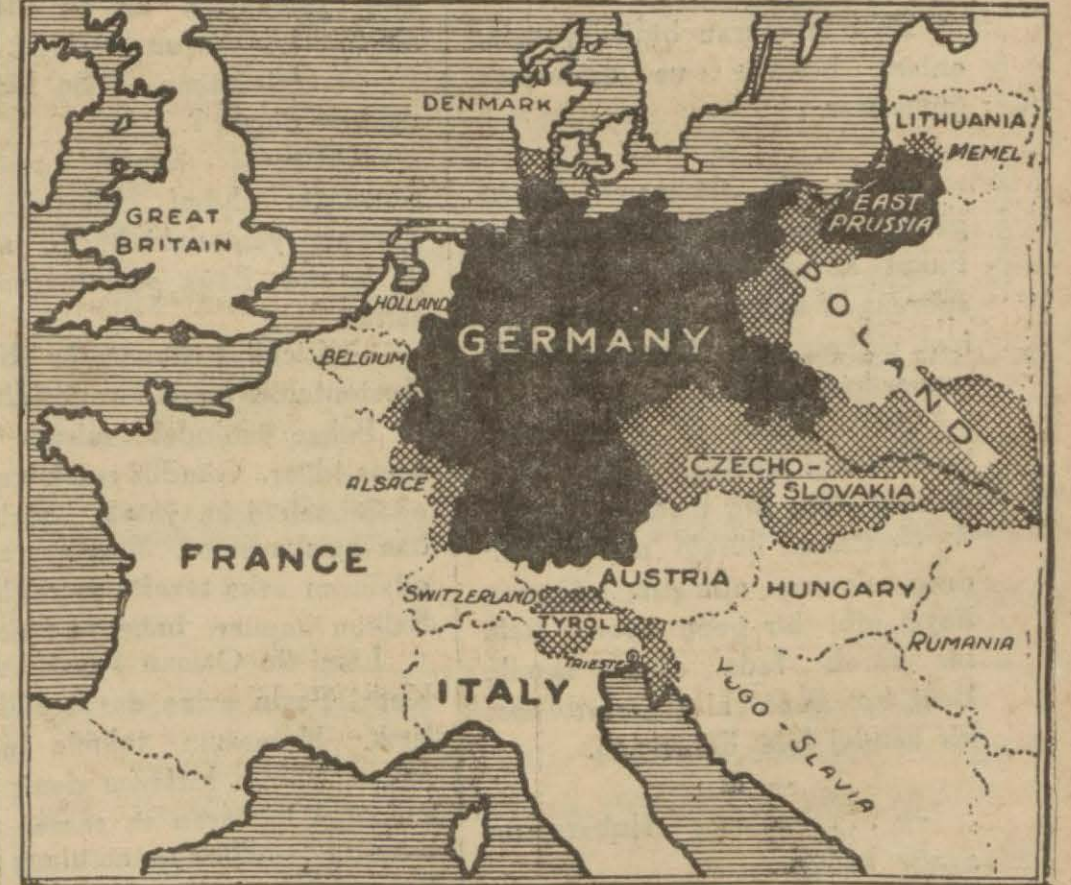 DENMARK
LITHUANIA
MEMEL
EAST
PRUSSIA
GREAT
BRITAIN
HOLLAND
POLAND
GERMANY
BELGIUM
CZECHO-
SLOVAKIA
ALSACE
FRANCE
AUSTRIA
HUNGARY
SWITZERLAND
TYROL
RUMANIA
TRIESTE
ITALY
LUGO-SLAVIA